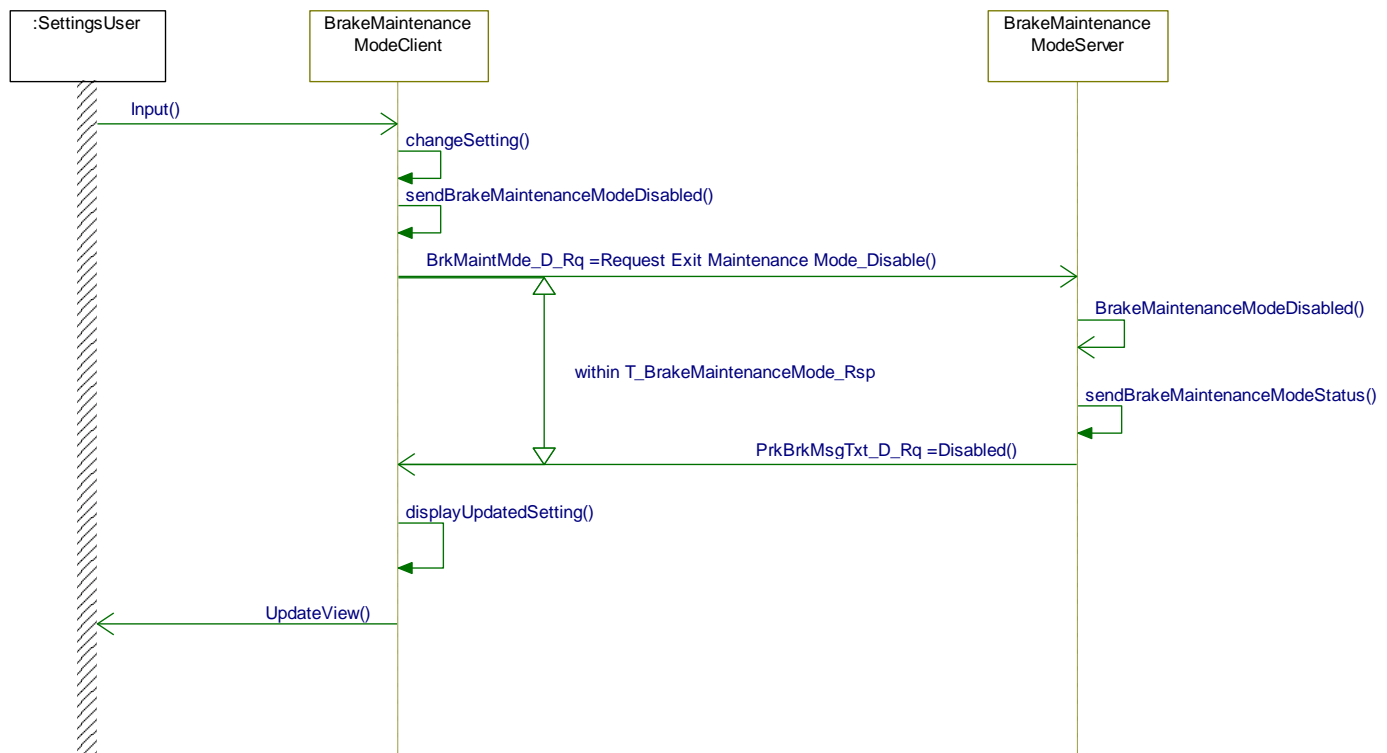 :SettingsUser
BrakeMaintenance
ModeClient
BrakeMaintenance
ModeServer
Input()
changeSetting()
sendBrakeMaintenanceModeDisabled()
BrkMaintMde_D_Rq =Request Exit Maintenance Mode_Disable()
BrakeMaintenanceModeDisabled()
within T_BrakeMaintenanceMode_Rsp
sendBrakeMaintenanceModeStatus()
PrkBrkMsgTxt_D_Rq =Disabled()
displayUpdatedSetting()
UpdateView()